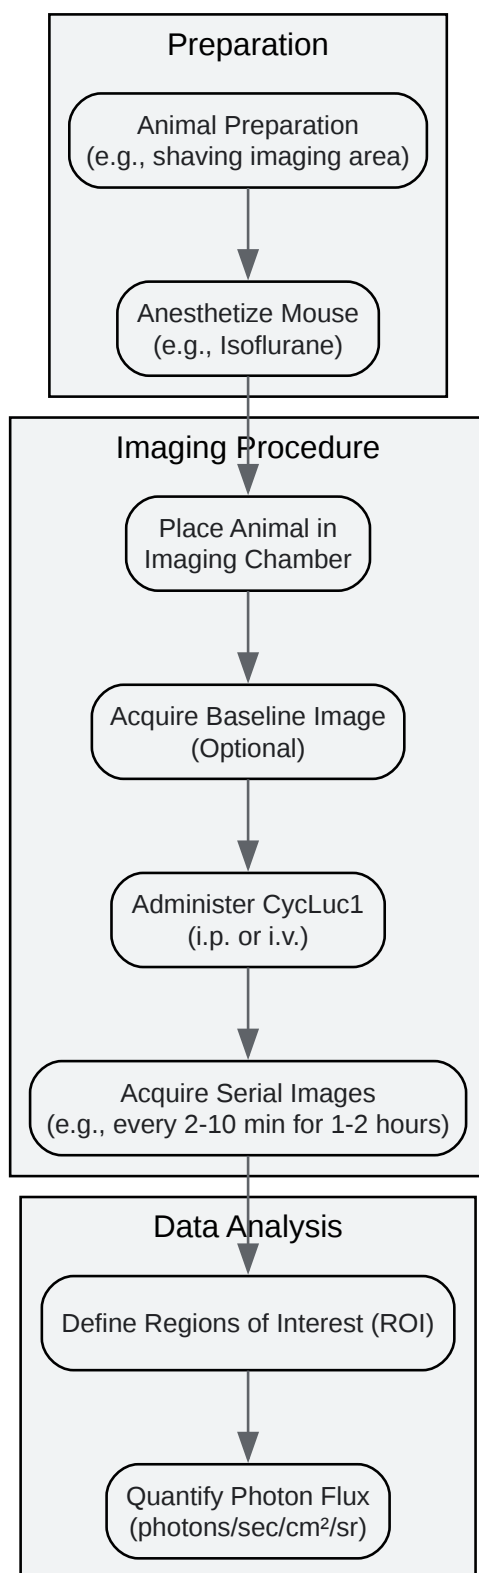 Preparation
Animal Preparation
(e.g., shaving imaging area)
Anesthetize Mouse
(e.g., Isoflurane)
Imaging Procedure
Place Animal in
Imaging Chamber
Acquire Baseline Image
(Optional)
Administer CycLuc1
(i.p. or i.v.)
Acquire Serial Images
(e.g., every 2-10 min for 1-2 hours)
Data Analysis
Define Regions of Interest (ROI)
Quantify Photon Flux
(photons/sec/cm²/sr)